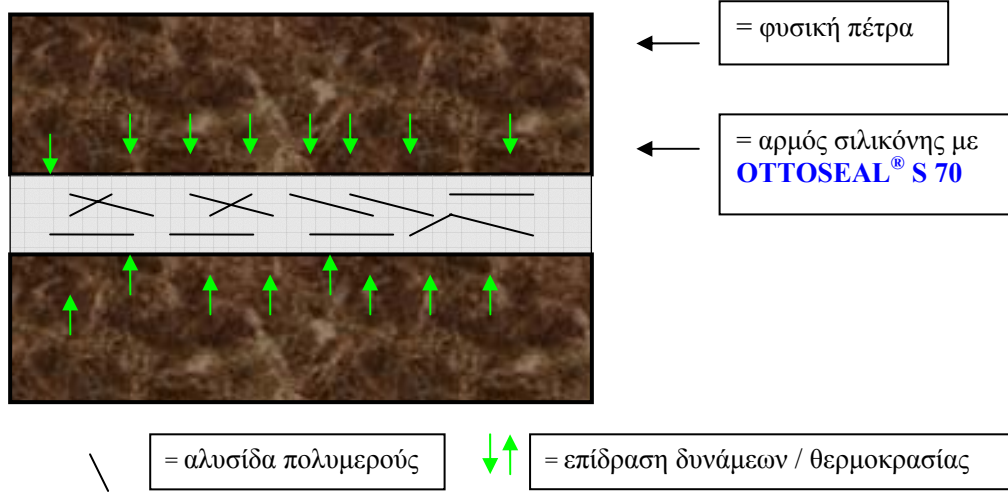 = φυσική πέτρα
= αρμός σιλικόνης με
OTTOSEAL® S 70
= αλυσίδα πολυμερούς
= επίδραση δυνάμεων / θερμοκρασίας